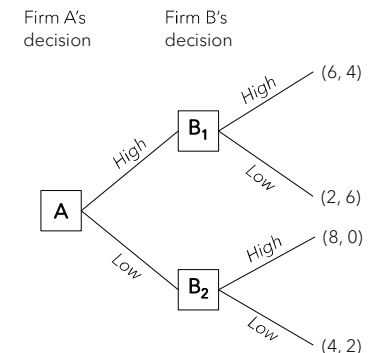 Firm A's decision
Firm B's decision
(6, 4)
High
B₁
High
Low
(2, 6)
A
(8, 0)
High
Low
B₂
Low
(4, 2)